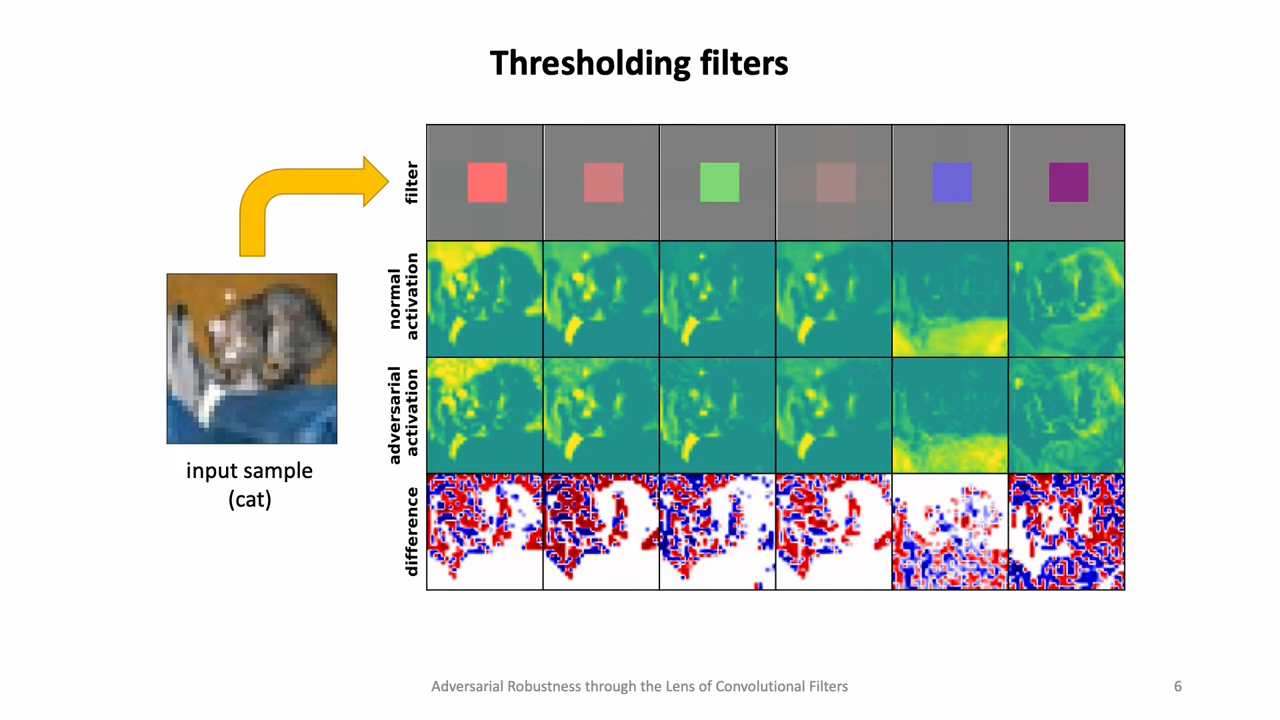 Thresholding filters
filter
normal
activation
adversarial
activation
difference
input sample
(cat)
Adversarial Robustness through the Lens of Convolutional Filters
6